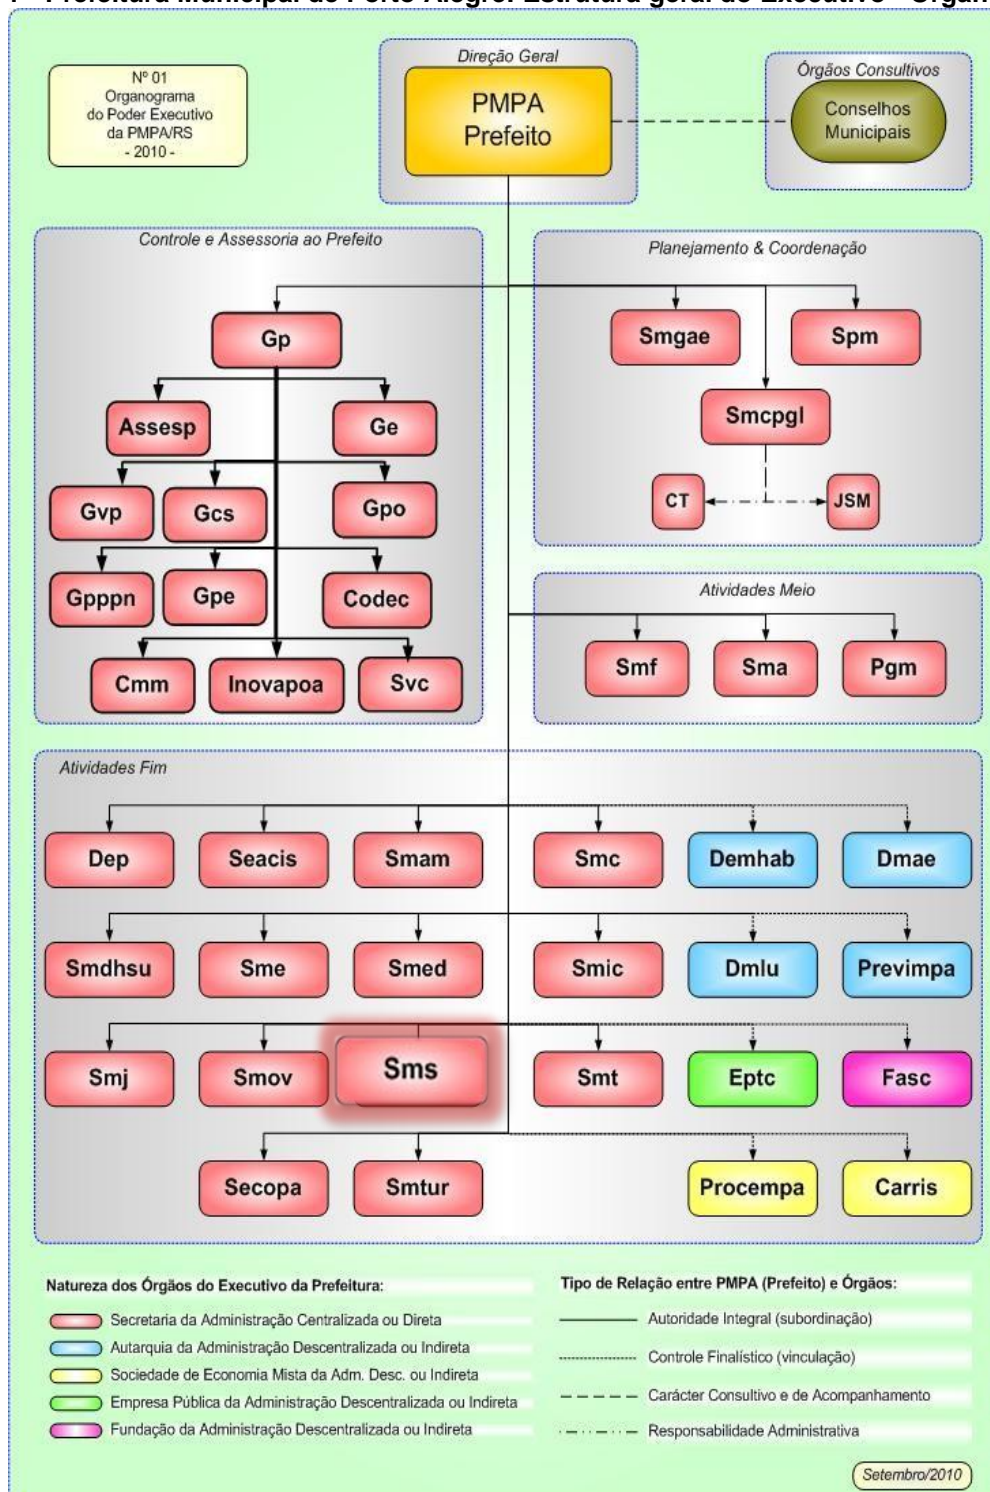 Prefeitura Municipal de Porto Alegre: Estrutura geral do Executivo
Direção Geral
Órgãos Consultivos
Nº 01
Organograma
do Poder Executivo
da PMPA/RS
- 2010 -
PMPA
Prefeito
Conselhos
Municipais
Controle e Assessoria ao Prefeito
Gp
Assesp
Ge
Gvp
Gcs
Gpo
Gpppn
Gpe
Codec
Cmm
Inovapoa
Svc
Planejamento & Coordenação
Smgae
Spm
Smcpgl
CT
JSM
Atividades Meio
Smf
Sma
Pgm
Atividades Fim
Dep
Seacis
Smam
Smc
Demhab
Dmae
Smdhsu
Sme
Smed
Smic
Dmlu
Previmpa
Smj
Smov
Sms
Smt
Eptc
Fasc
Secopa
Smtur
Procempa
Carris
Natureza dos Órgãos do Executivo da Prefeitura:
Secretaria da Administração Centralizada ou Direta
Autarquia da Administração Descentralizada ou Indireta
Sociedade de Economia Mista da Adm. Desc. ou Indireta
Empresa Pública da Administração Descentralizada ou Indireta
Fundação da Administração Descentralizada ou Indireta
Tipo de Relação entre PMPA (Prefeito) e Órgãos:
Autoridade Integral (subordinação)
Controle Finalístico (vinculação)
Carácter Consultivo e de Acompanhamento
Responsabilidade Administrativa
Setembro/2010